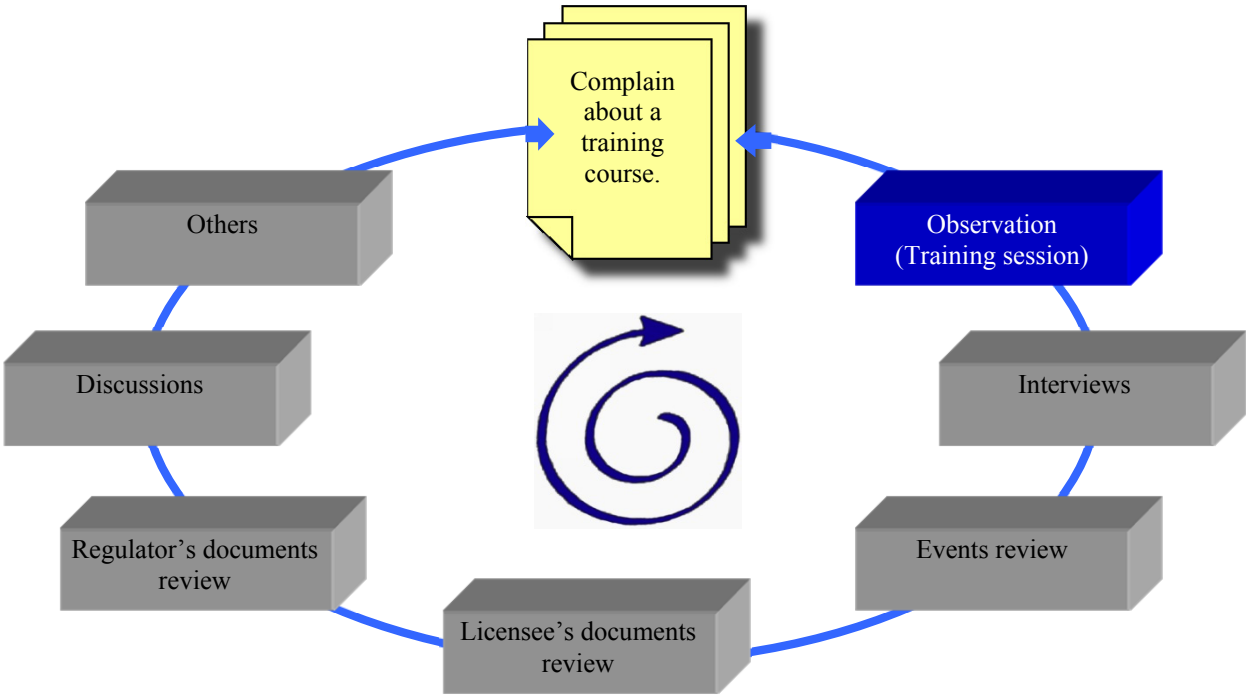 Complain
about a
training
course.
Others
Observation
(Training session)
Discussions
Interviews
Regulator’s documents
review
Events review
Licensee’s documents
review